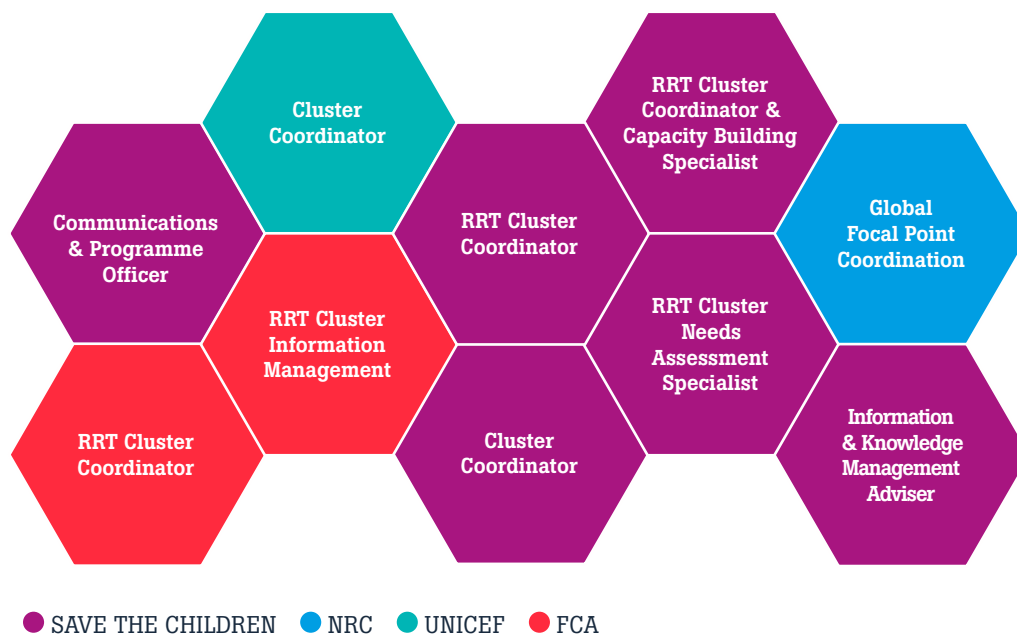 Cluster
Coordinator
RRT Cluster
Coordinator &
Capacity Building
Specialist
Communications
& Programme
Officer
RRT Cluster
Coordinator
Global
Focal Point
Coordination
RRT Cluster
Information
Management
RRT Cluster
Needs
Assessment
Specialist
RRT Cluster
Coordinator
Cluster
Coordinator
Information
& Knowledge
Management
Adviser
SAVE THE CHILDREN NRC UNICEF FCA